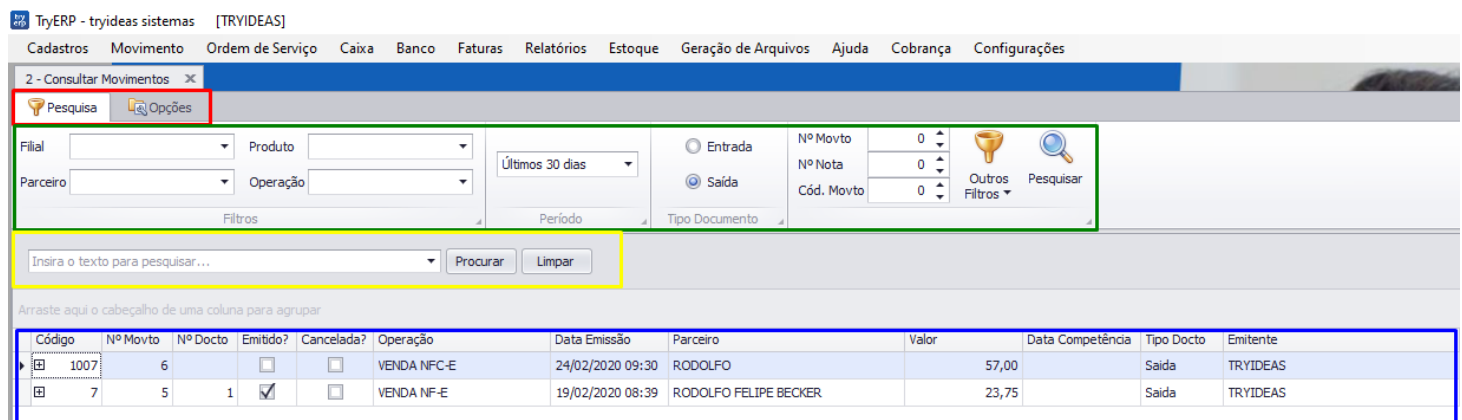 TryERP - tryideas sistemas [TRYIDEAS]
Cadastros Movimento Ordem de Serviço Caixa Banco Faturas Relatórios Estoque Geração de Arquivos Ajuda Cobrança Configurações
2 - Consultar Movimentos
Pesquisa Opções
Filial Produto Últimos 30 dias Entrada Nº Movto 0
Nº Nota 0
Parceiro Operação Saída Cód. Movto 0 Outros Filtros Pesquisar
Filtros Período Tipo Documento
Insira o texto para pesquisar... Procurar Limpar
Arraste aqui o cabeçalho de uma coluna para agrupar
Código Nº Movto Nº Docto Emitido? Cancelada? Operação Data Emissão Parceiro Valor Data Competência Tipo Docto Emitente
1007 6 VENDA NFC-E 24/02/2020 09:30 RODOLFO 57,00 Saida TRYIDEAS
7 5 1 VENDA NF-E 19/02/2020 08:39 RODOLFO FELIPE BECKER 23,75 Saida TRYIDEAS